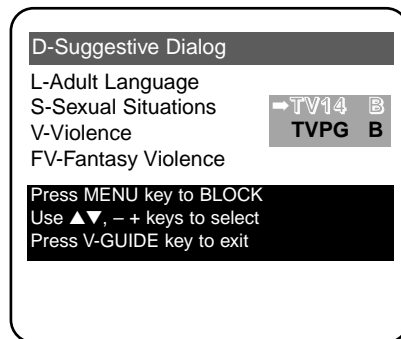 D-Suggestive Dialog
L-Adult Language
S-Sexual Situations ➡TV14 B
V-Violence TVPG B
FV-Fantasy Violence
Press MENU key to BLOCK
Use ▲▼, – + keys to select
Press V-GUIDE key to exit